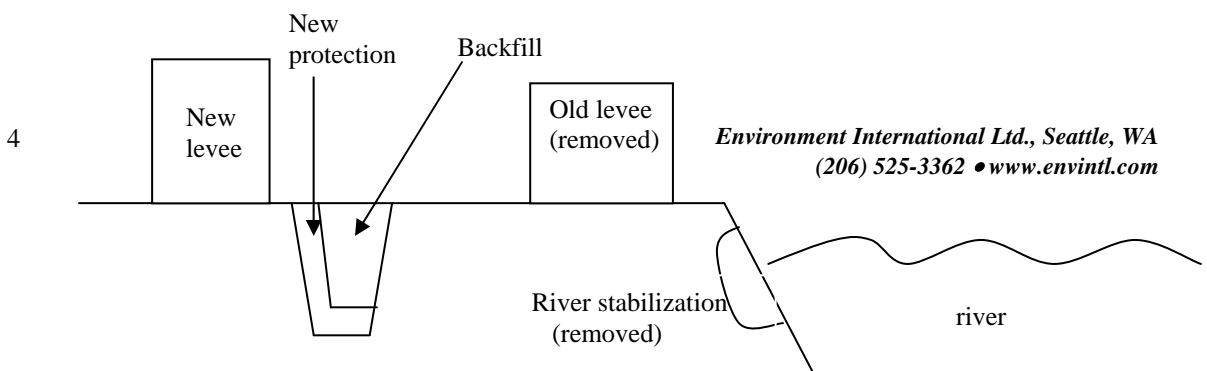 New
protection
Backfill
New
levee
Old levee
(removed)
4
Environment International Ltd., Seattle, WA
(206) 525-3362 ● www.envintl.com
River stabilization
(removed)
river